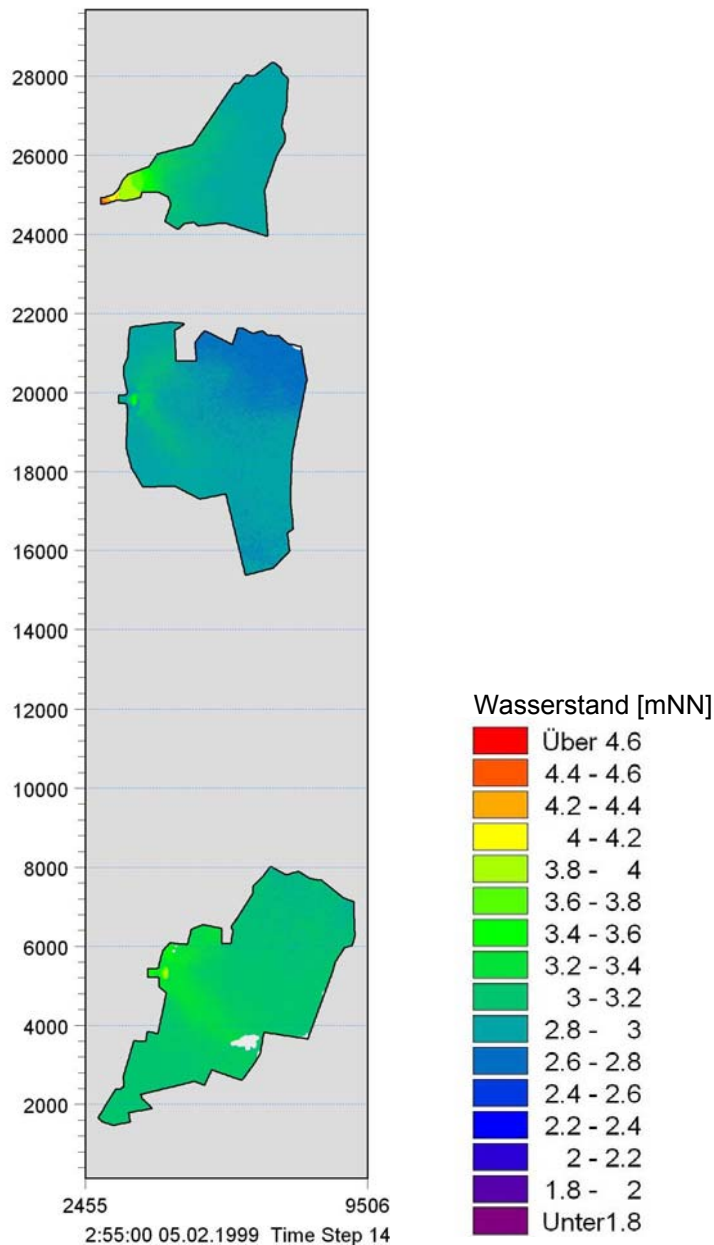 28000
26000
24000
22000
20000
18000
16000
14000
12000
10000
8000
6000
4000
2000
2455 9506
2:55:00 05.02.1999 Time Step 14
Wasserstand [mNN]
Über 4.6
4.4 - 4.6
4.2 - 4.4
4 - 4.2
3.8 - 4
3.6 - 3.8
3.4 - 3.6
3.2 - 3.4
3 - 3.2
2.8 - 3
2.6 - 2.8
2.4 - 2.6
2.2 - 2.4
2 - 2.2
1.8 - 2
Unter1.8